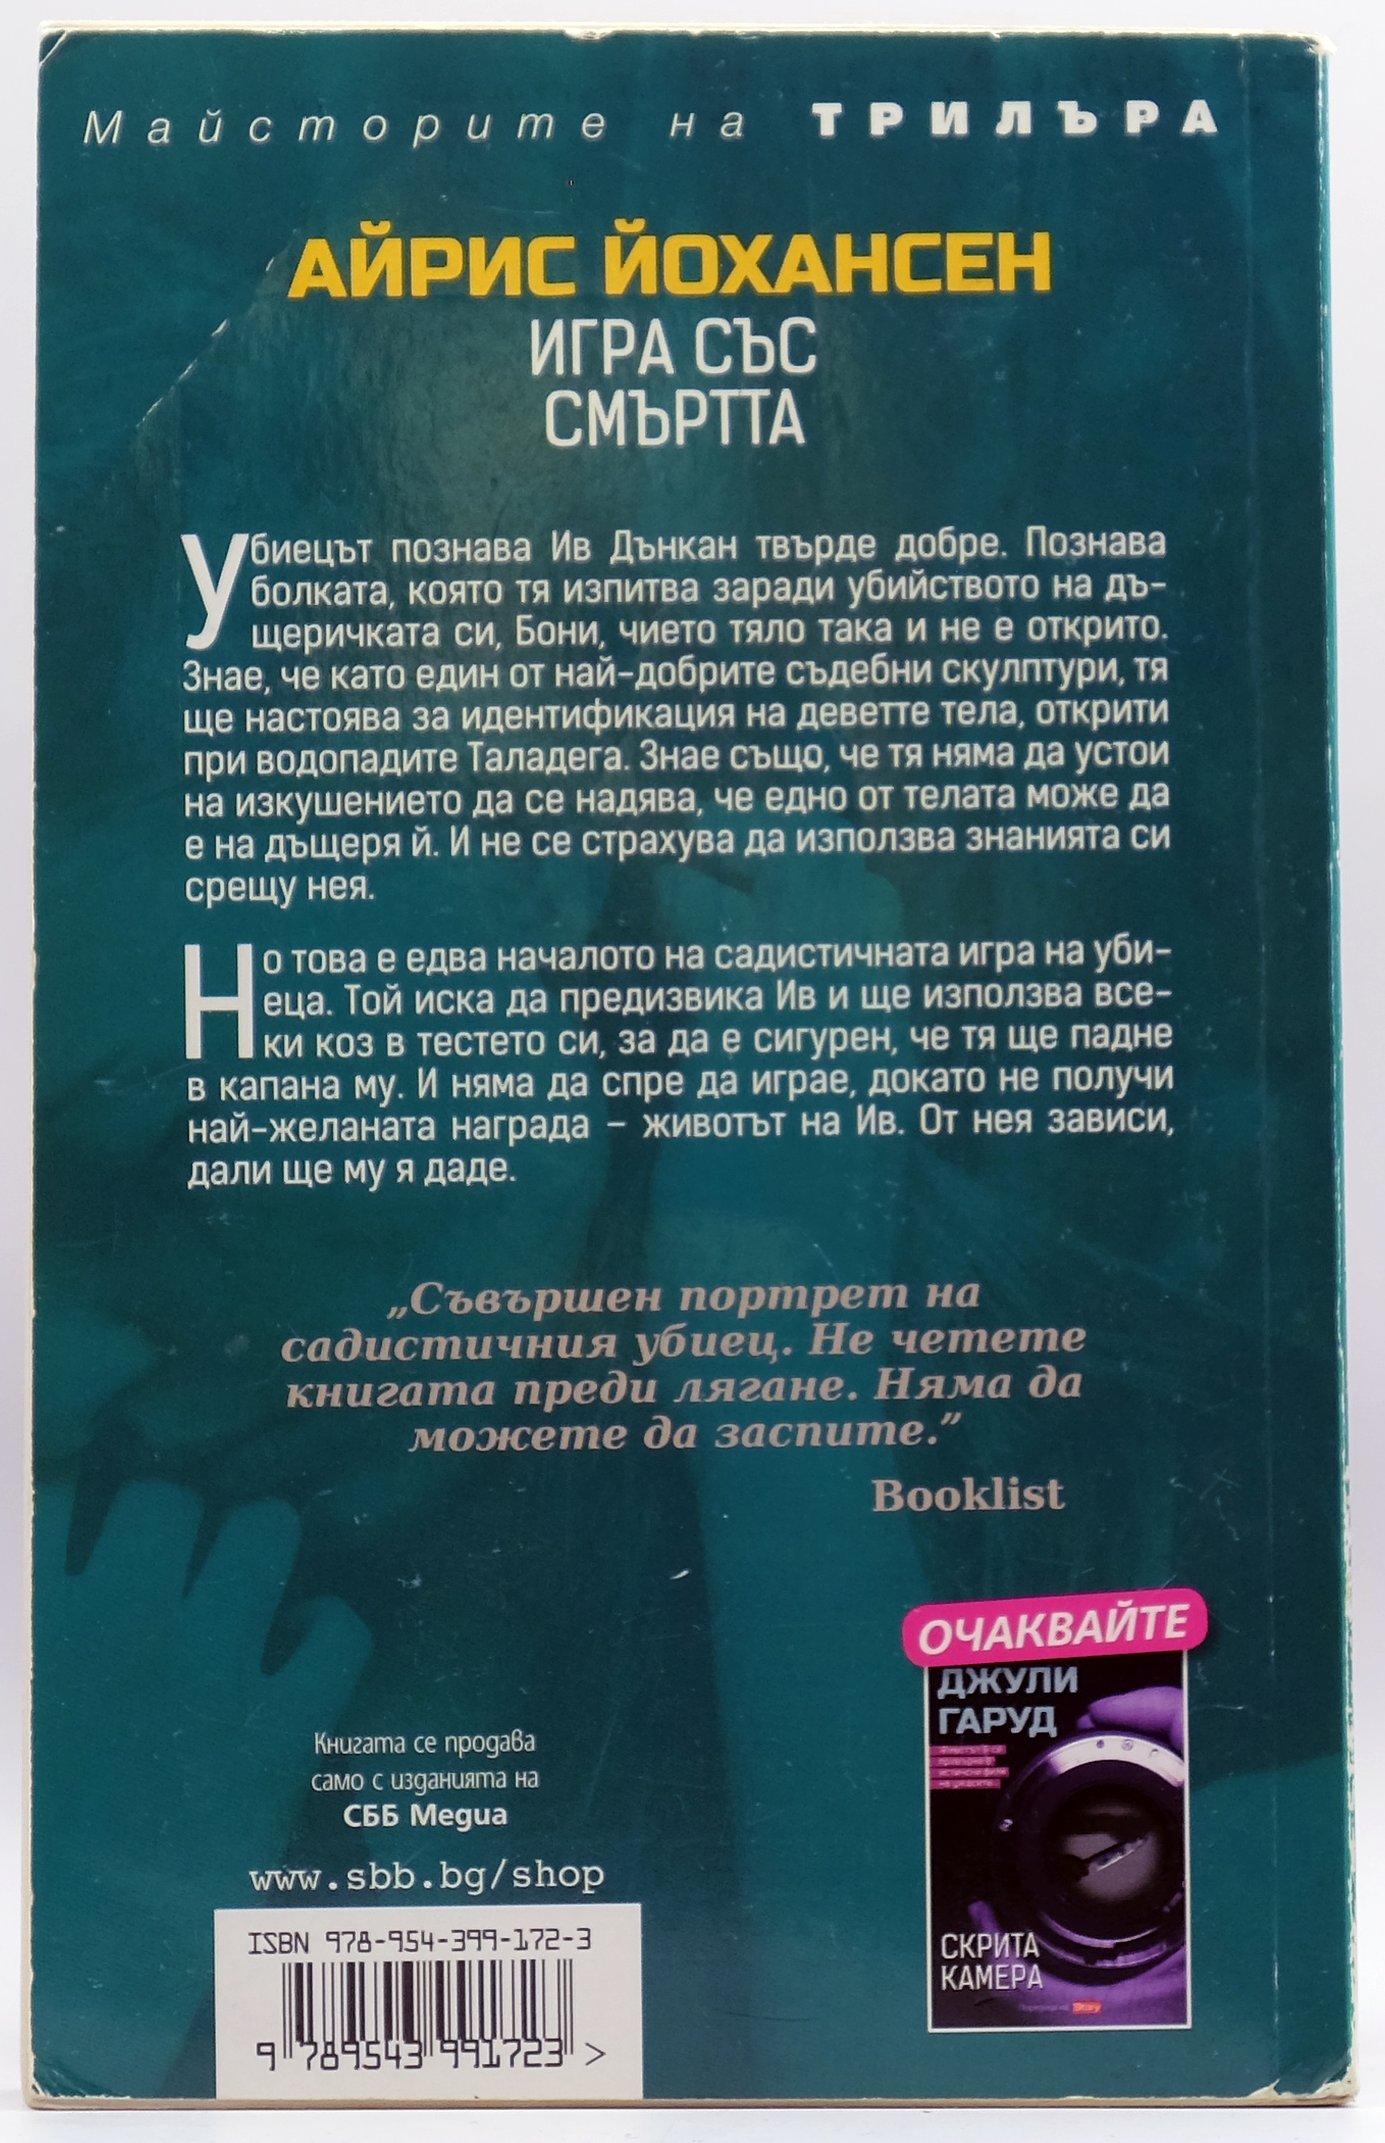 Майсторите на ТРИЛЪРА
АЙРИС ЙОХАНСЕН
ИГРА СЪС
СМЪРТТА
Убиецът познава Ив Дънкан твърде добре. Познава
болката, която тя изпитва заради убийството на дъ-
щеричката си, Бони, чието тяло така и не е открито.
Знае, че като един от най-добрите съдебни скулптури, тя
ще настоява за идентификация на деветте тела, открити
при водопадите Таладега. Знае също, че тя няма да устои
на изкушението да се надява, че едно от телата може да
е на дъщеря й. И не се страхува да използва знанията си
срещу нея.
Но това е едва началото на садистичната игра на уби-
еца. Той иска да предизвика Ив и ще използва все-
ки коз в тестето си, за да е сигурен, че тя ще падне
в капана му. И няма да спре да играе, докато не получи
най-желаната награда – животът на Ив. От нея зависи,
дали ще му я даде.
„Съвършен портрет на
садистичния убиец. Не четете
книгата преди лягане. Няма да
можете да заспите.”
Booklist
ОЧАКВАЙТЕ
ДЖУЛИ
ГАРУД
СКРИТА
КАМЕРА
Story
Книгата се продава
само с изданията на
СББ Медиа
www.sbb.bg/shop
ISBN 978-954-399-172-3
9 789543 991723 >